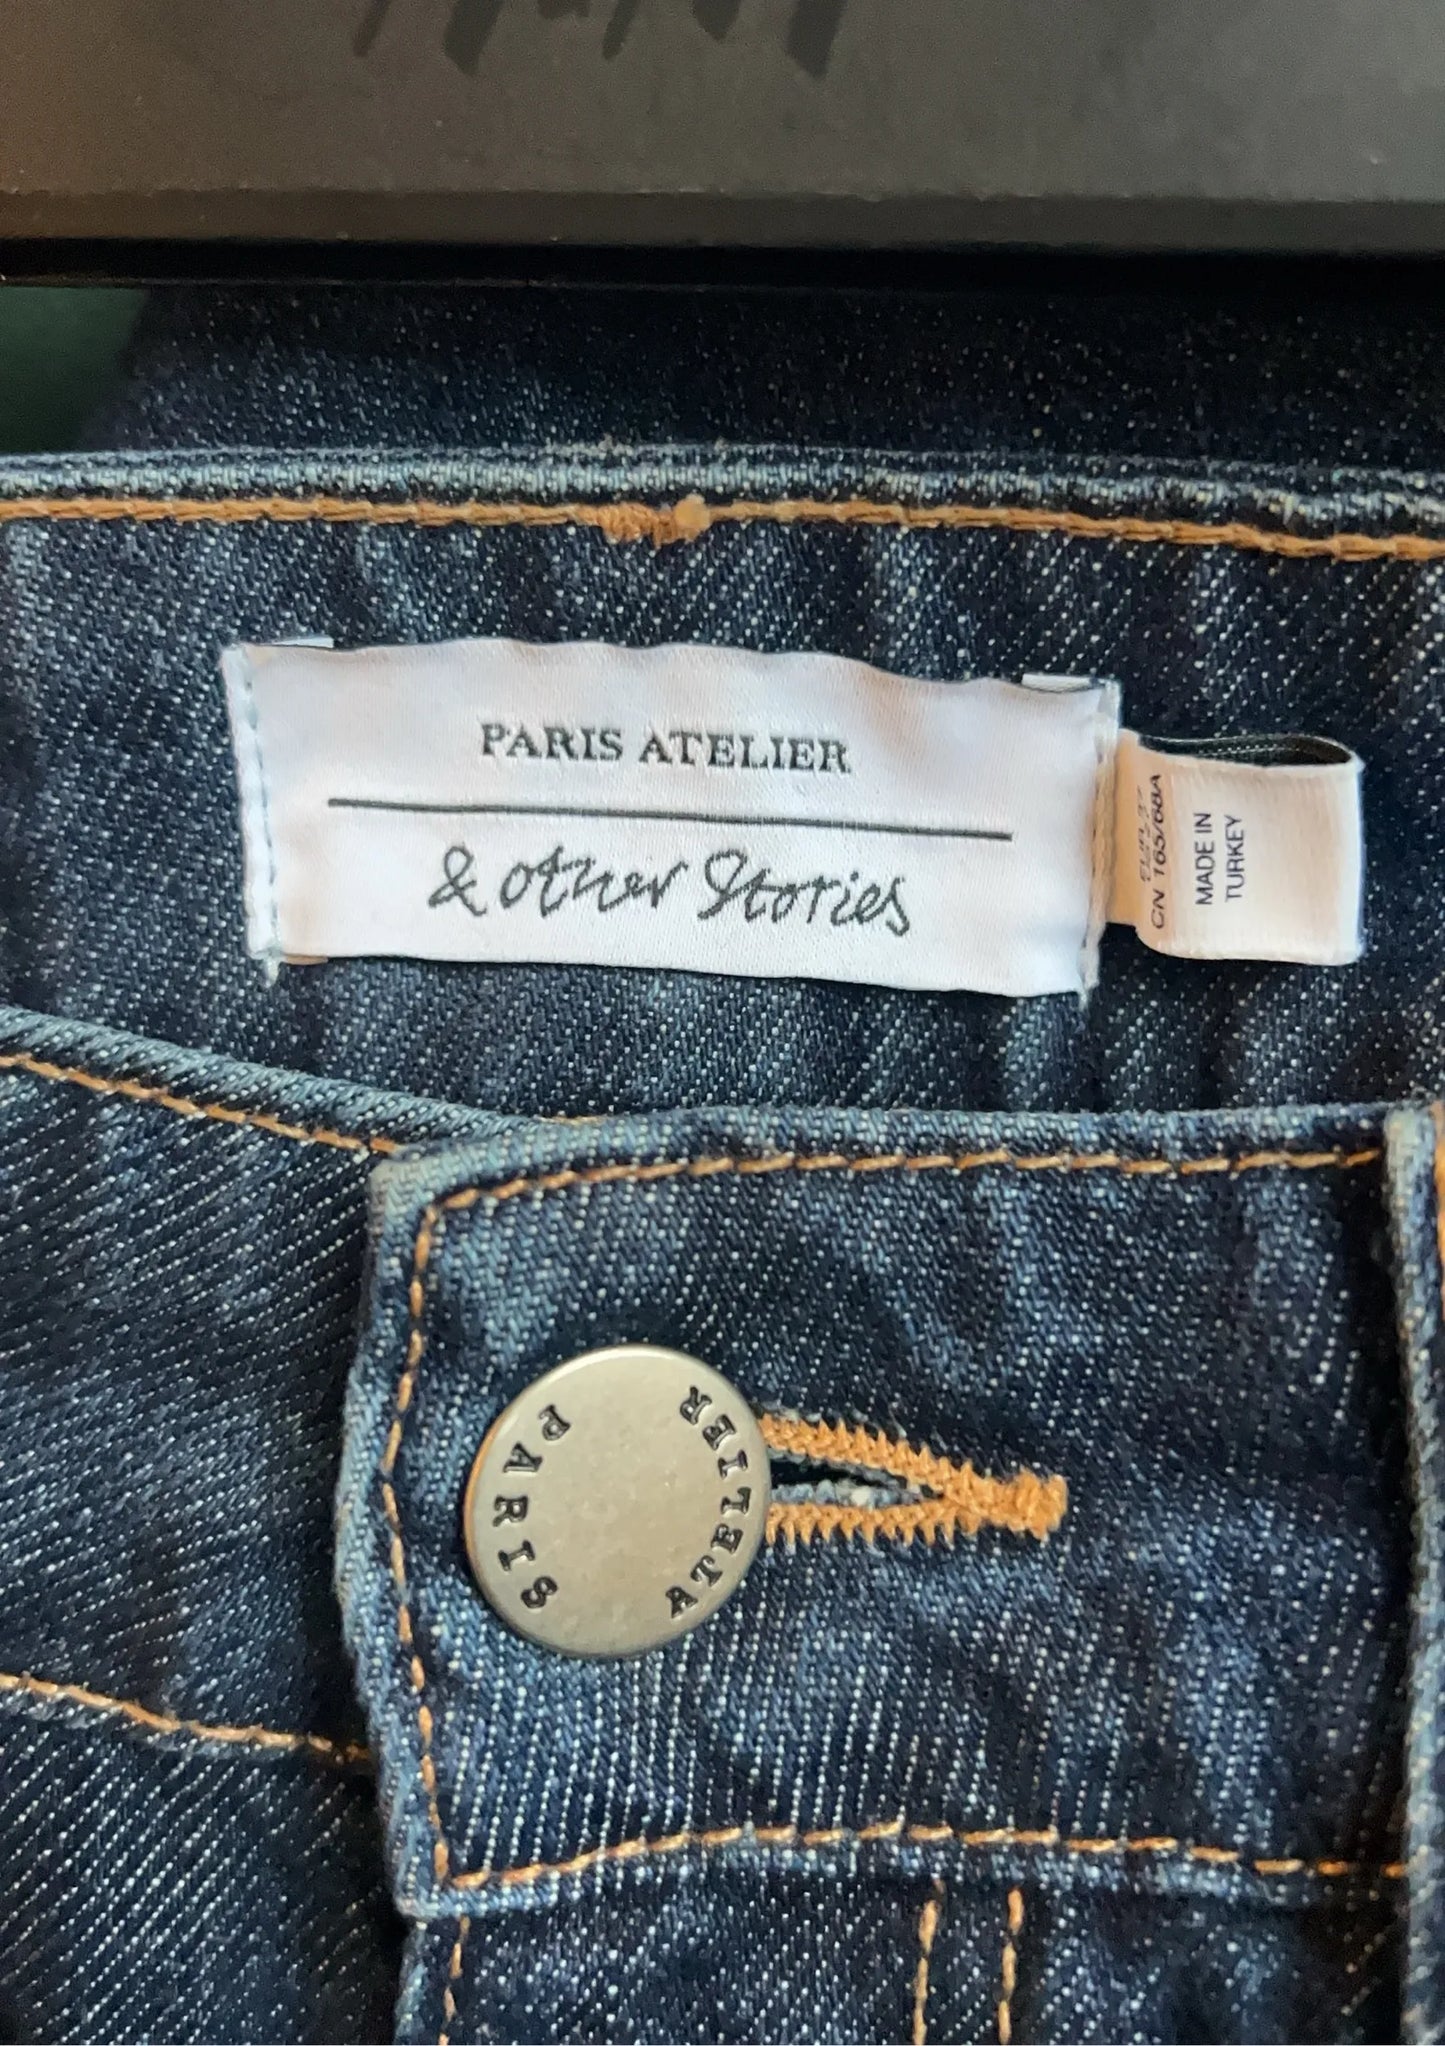 PARIS ATELIER
& other Stories
CN 165/68A
MADE IN
TURKEY
PARIS ATELIER